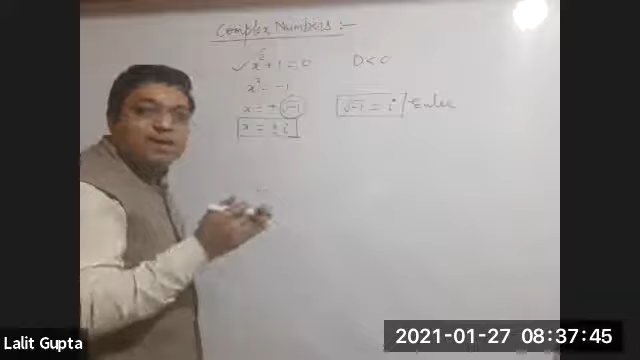 Complex Numbers :-
✓ x² + 1 = 0 D < 0
x² = -1
x = ± √-1 √-1 = i Euler
x = ± i
Lalit Gupta
2021-01-27 08:37:45